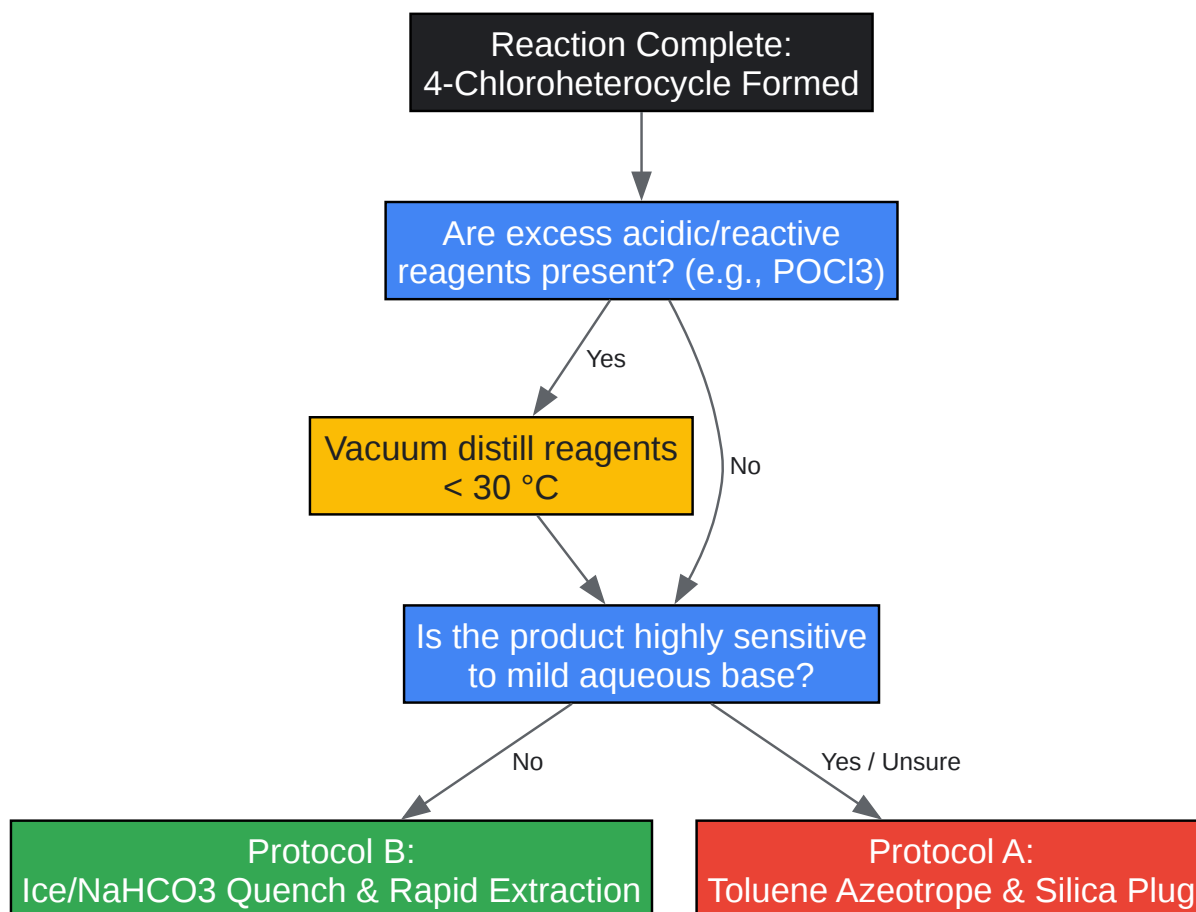 Reaction Complete:
4-Chloroheterocycle Formed
Are excess acidic/reactive
reagents present? (e.g., POCl3)
Yes
No
Vacuum distill reagents
< 30 °C
Is the product highly sensitive
to mild aqueous base?
No
Yes / Unsure
Protocol B:
Ice/NaHCO3 Quench & Rapid Extraction
Protocol A:
Toluene Azeotrope & Silica Plug